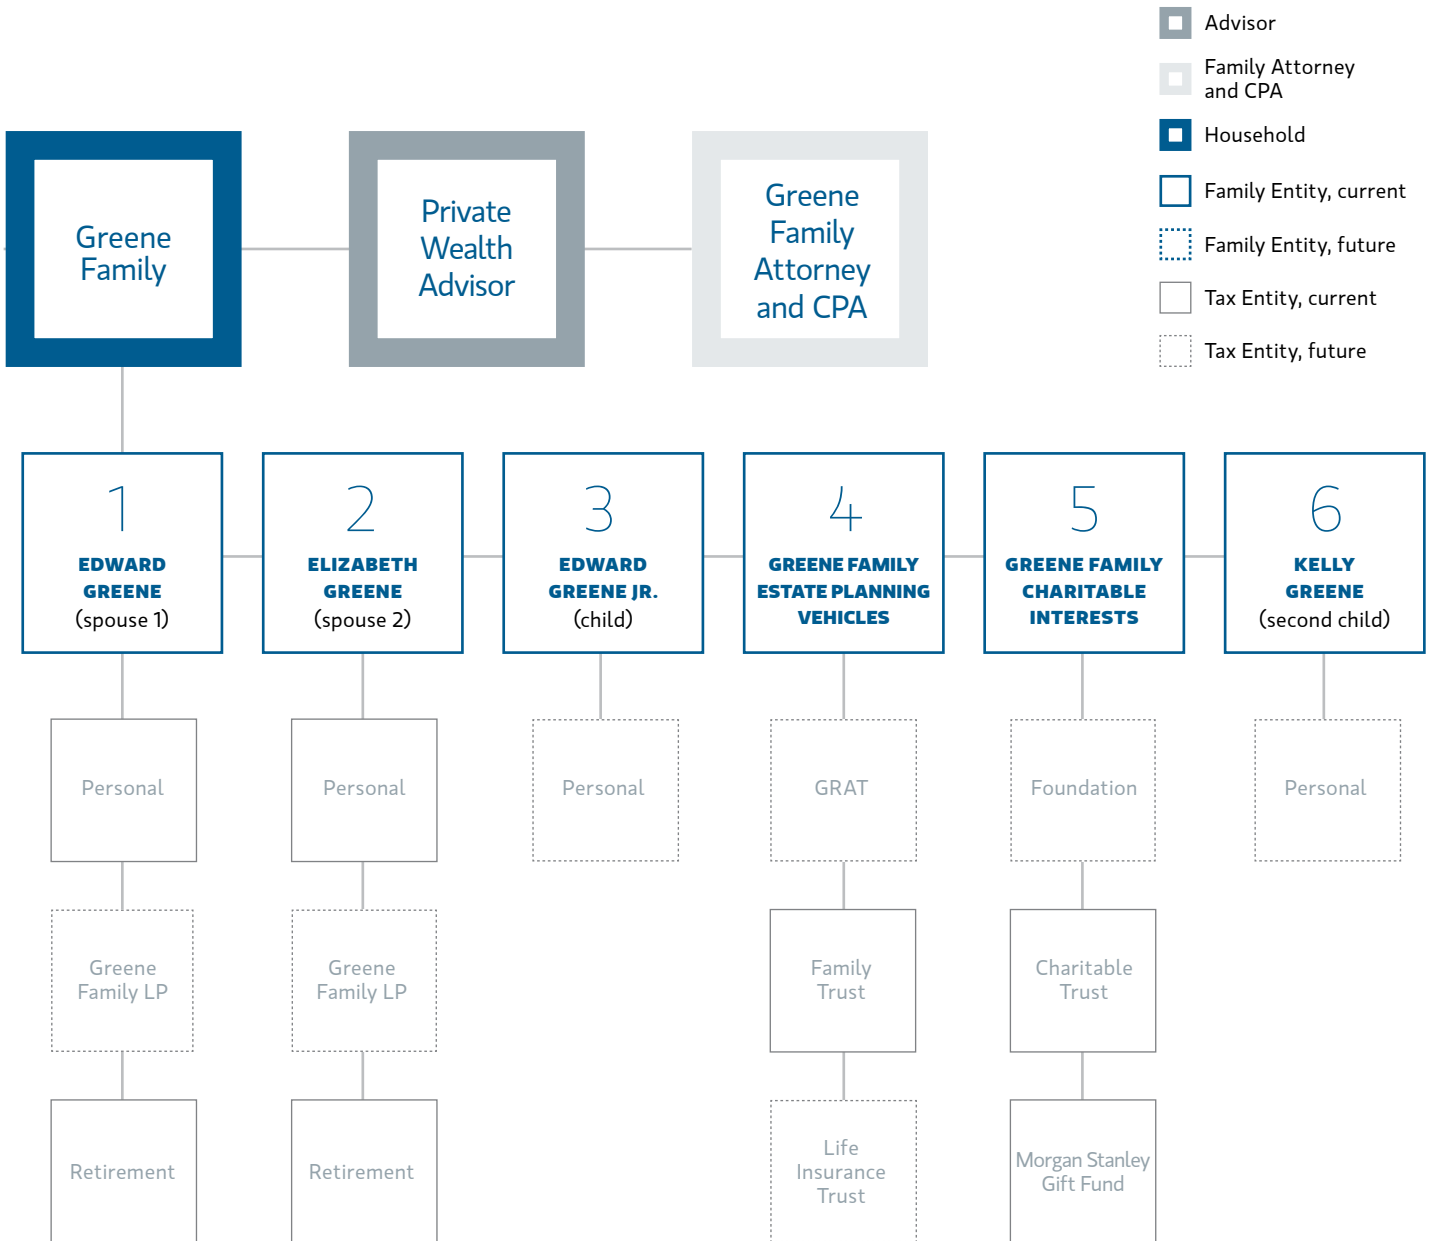 Advisor
Family Attorney
and CPA
Household
Family Entity, current
Family Entity, future
Tax Entity, current
Tax Entity, future
Greene
Family
Private
Wealth
Advisor
Greene
Family
Attorney
and CPA
1
EDWARD
GREENE
(spouse 1)
2
ELIZABETH
GREENE
(spouse 2)
3
EDWARD
GREENE JR.
(child)
4
GREENE FAMILY
ESTATE PLANNING
VEHICLES
5
GREENE FAMILY
CHARITABLE
INTERESTS
6
KELLY
GREENE
(second child)
Personal
Personal
Personal
GRAT
Foundation
Personal
Greene
Family LP
Greene
Family LP
Family
Trust
Charitable
Trust
Retirement
Retirement
Life
Insurance
Trust
Morgan Stanley
Gift Fund